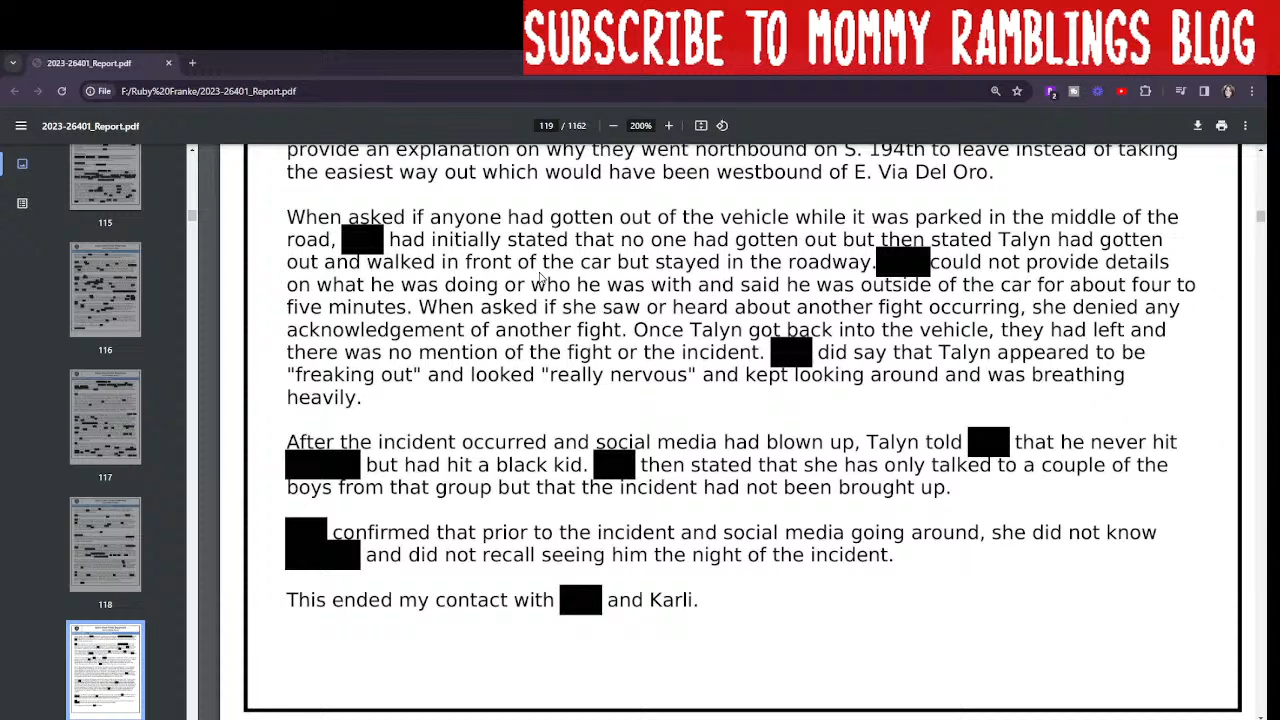 SUBSCRIBE TO MOMMY RAMBLINGS BLOG
2023-26401_Report.pdf
File F:/Ruby%20Franke/2023-26401_Report.pdf
2023-26401_Report.pdf 119 / 1162 200%
provide an explanation on why they went northbound on S. 194th to leave instead of taking
the easiest way out which would have been westbound of E. Via Del Oro.
When asked if anyone had gotten out of the vehicle while it was parked in the middle of the
road, had initially stated that no one had gotten out but then stated Talyn had gotten
out and walked in front of the car but stayed in the roadway. could not provide details
on what he was doing or who he was with and said he was outside of the car for about four to
five minutes. When asked if she saw or heard about another fight occurring, she denied any
acknowledgement of another fight. Once Talyn got back into the vehicle, they had left and
there was no mention of the fight or the incident. did say that Talyn appeared to be
"freaking out" and looked "really nervous" and kept looking around and was breathing
heavily.
After the incident occurred and social media had blown up, Talyn told that he never hit
but had hit a black kid. then stated that she has only talked to a couple of the
boys from that group but that the incident had not been brought up.
confirmed that prior to the incident and social media going around, she did not know
and did not recall seeing him the night of the incident.
This ended my contact with and Karli.
115
116
117
118